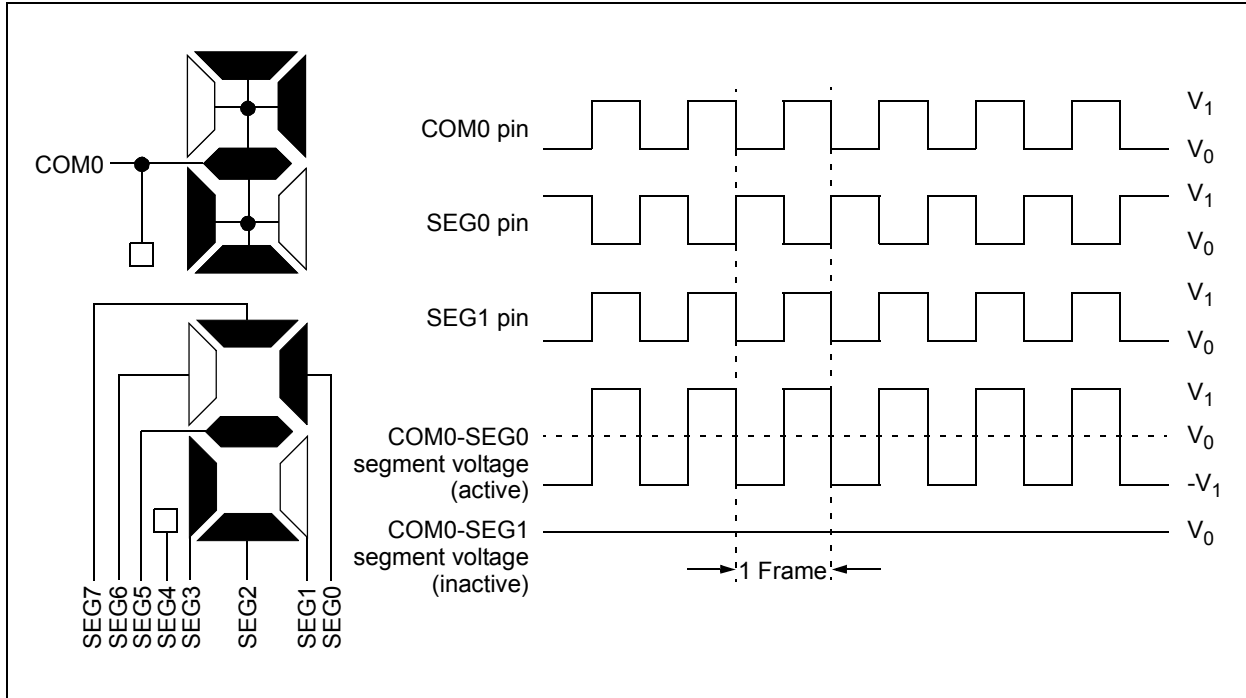 COM0
SEG7
SEG6
SEG5
SEG4
SEG3
SEG2
SEG1
SEG0
COM0 pin
V1
V0
SEG0 pin
V1
V0
SEG1 pin
V1
V0
COM0-SEG0
segment voltage
(active)
V1
V0
-V1
COM0-SEG1
segment voltage
(inactive)
V0
1 Frame